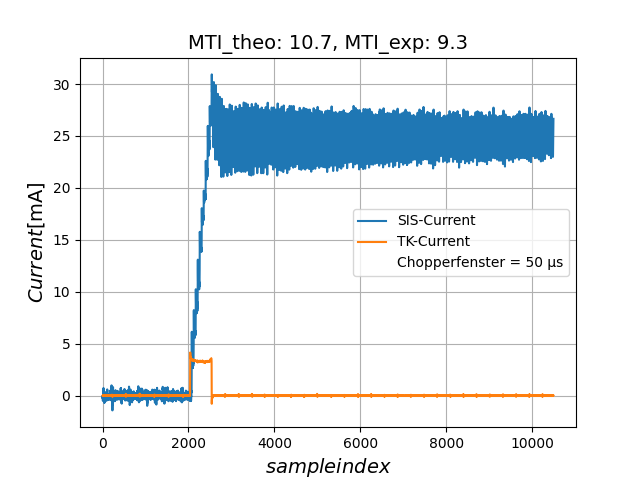 MTI_theo: 10.7, MTI_exp: 9.3
30
25
20
15
10
5
0
Current[mA]
SIS-Current
TK-Current
Chopperfenster = 50 µs
0 2000 4000 6000 8000 10000
sampleindex